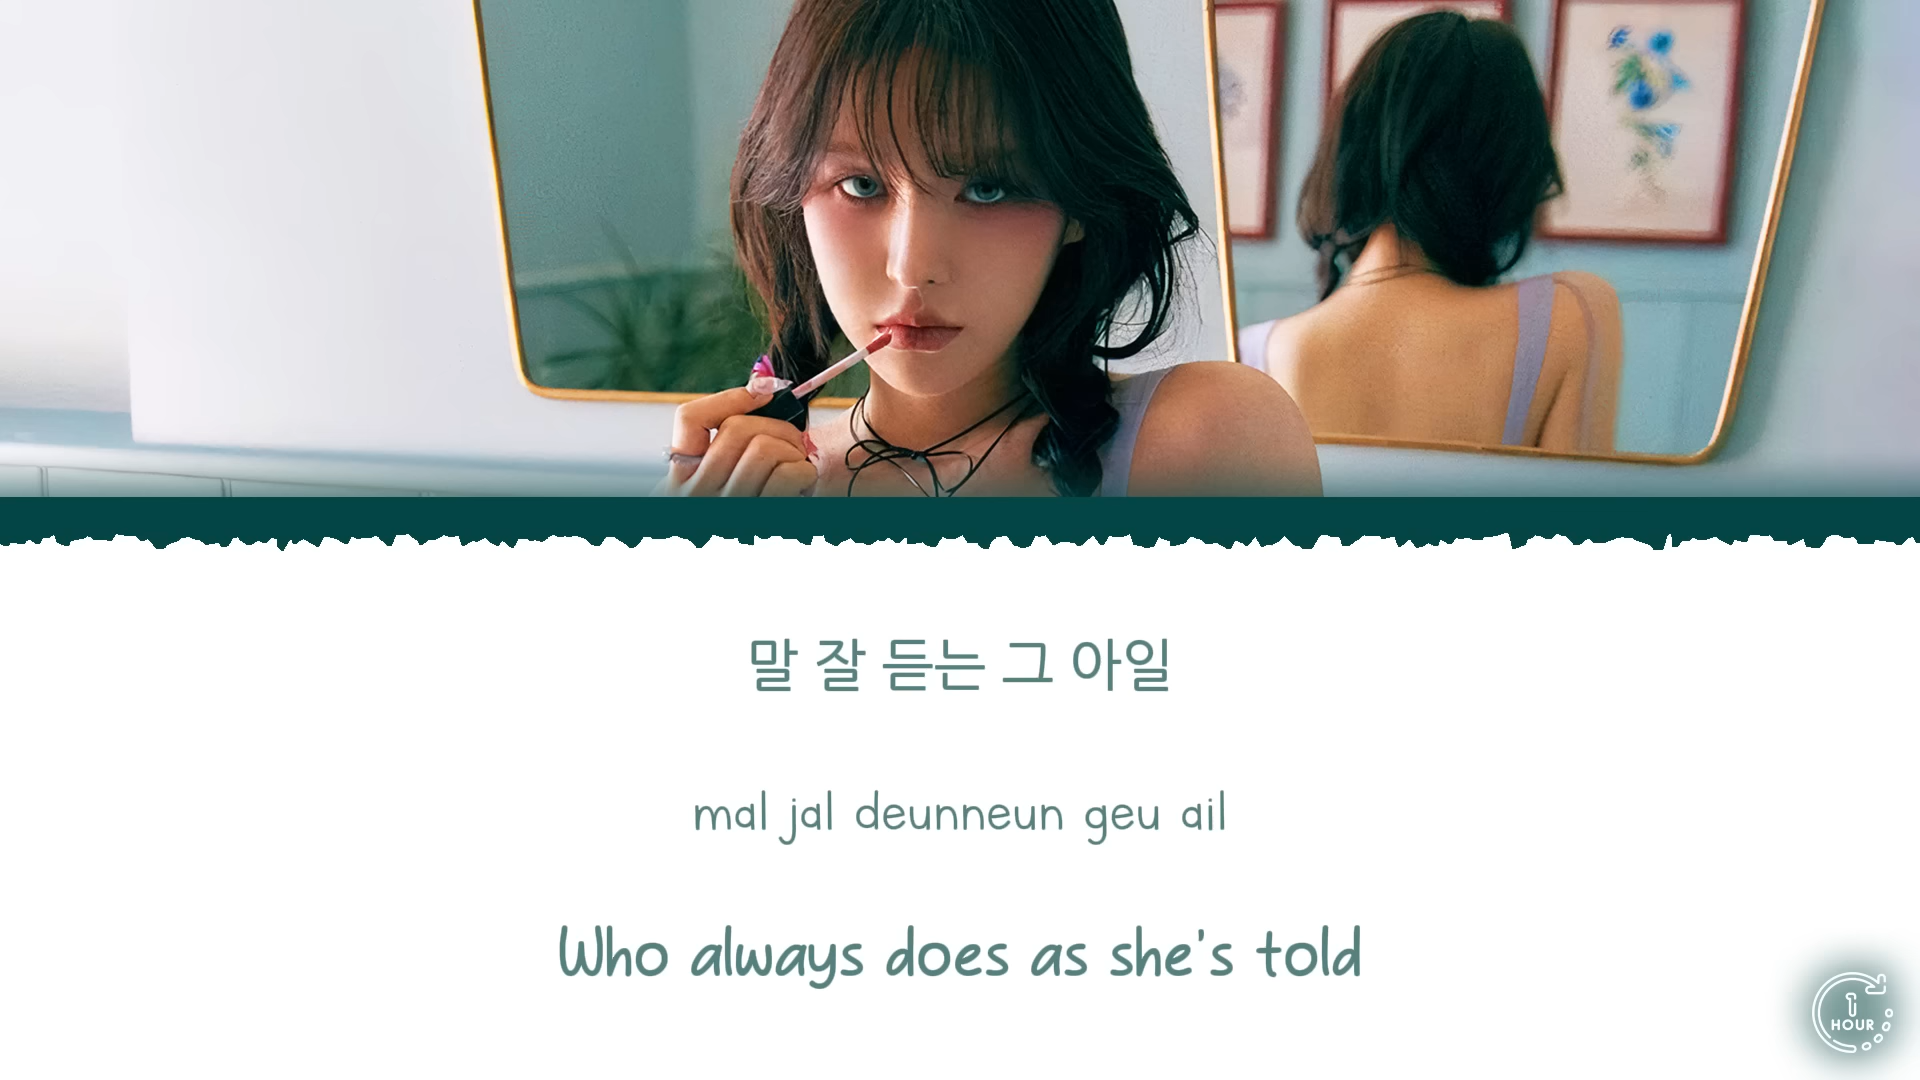 말 잘 듣는 그 아일
mal jal deunneun geu ail
Who always does as she's told
1
HOUR